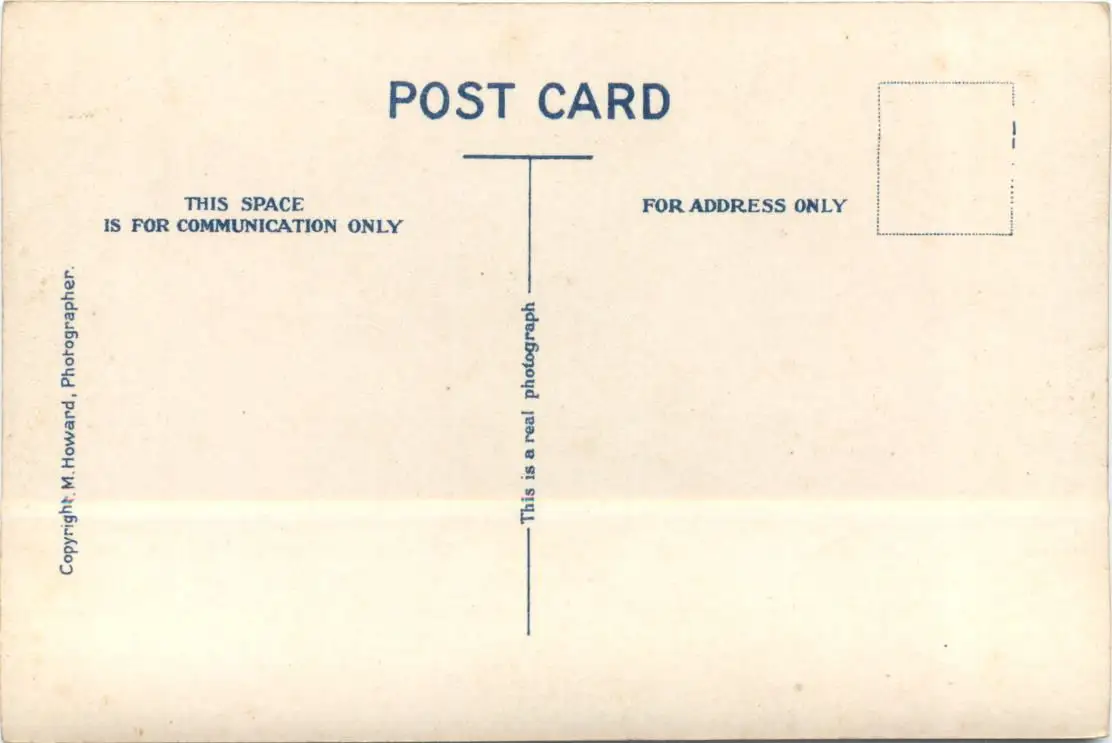 POST CARD
THIS SPACE
IS FOR COMMUNICATION ONLY
FOR ADDRESS ONLY
Copyright. M. Howard, Photographer.
This is a real photograph